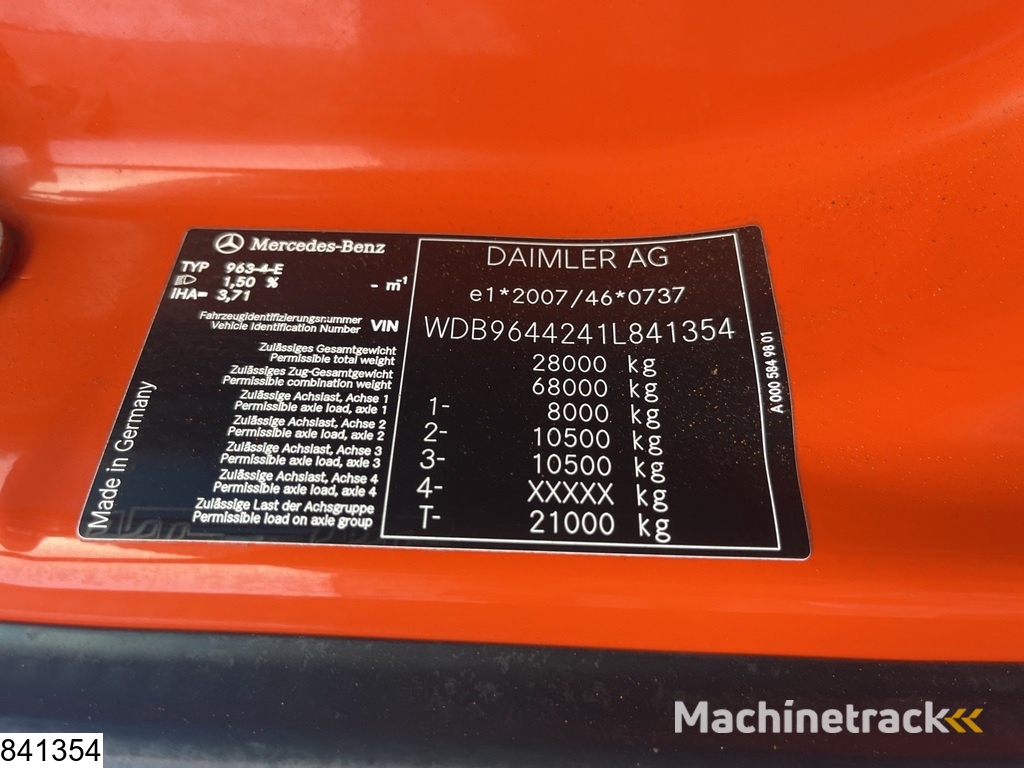 Mercedes-Benz
TYP 963-4-E
1,50 % - m⁻¹
IHA= 3,71
Fahrzeugidentifizierungsnummer
Vehicle Identification Number VIN
Zulässiges Gesamtgewicht
Permissible total weight
Zulässiges Zug-Gesamtgewicht
Permissible combination weight
Zulässige Achslast, Achse 1
Permissible axle load, axle 1
Zulässige Achslast, Achse 2
Permissible axle load, axle 2
Zulässige Achslast, Achse 3
Permissible axle load, axle 3
Zulässige Achslast, Achse 4
Permissible axle load, axle 4
Zulässige Last der Achsgruppe
Permissible load on axle group
Made in Germany
DAIMLER AG
e1*2007/46*0737
WDB9644241L841354
28000 kg
68000 kg
1- 8000 kg
2- 10500 kg
3- 10500 kg
4- XXXXX kg
T- 21000 kg
A 000 584 98 01
Machinetrack
841354